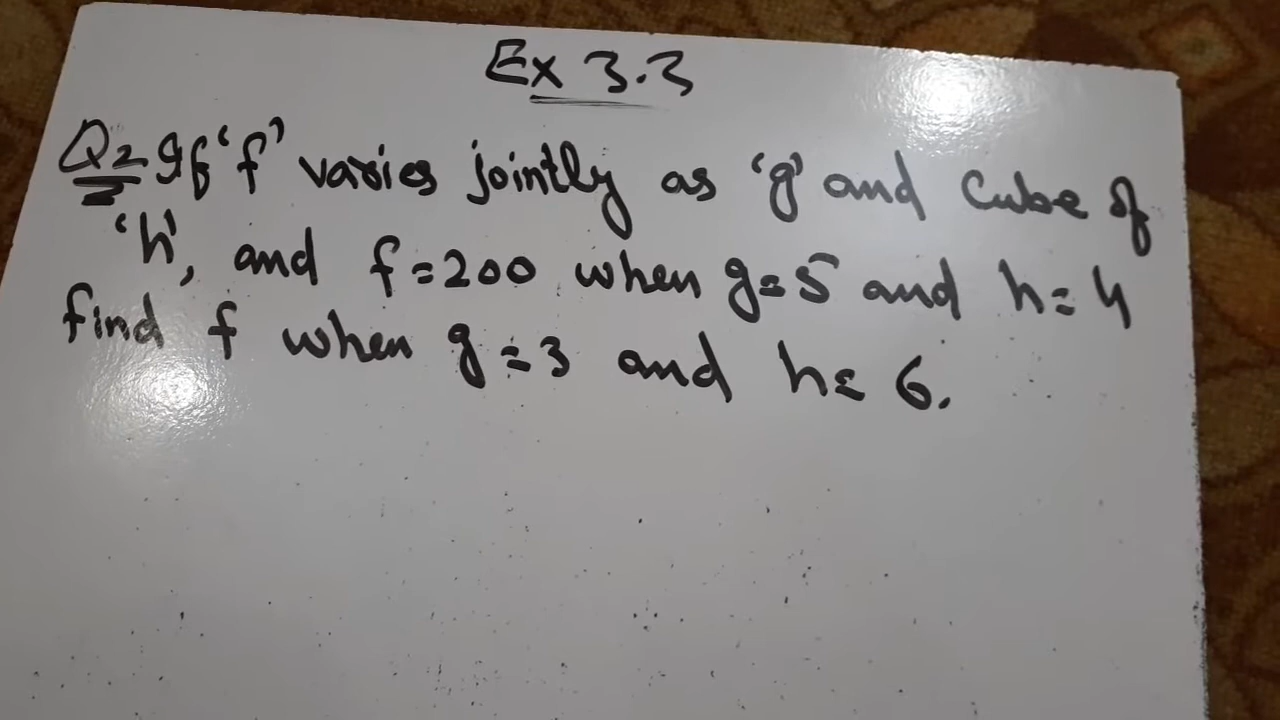 Ex 3.3
Q2 If 'f' varies jointly as 'g' and Cube of
'h', and f=200 when g=5 and h=4
find f when g=3 and h=6.